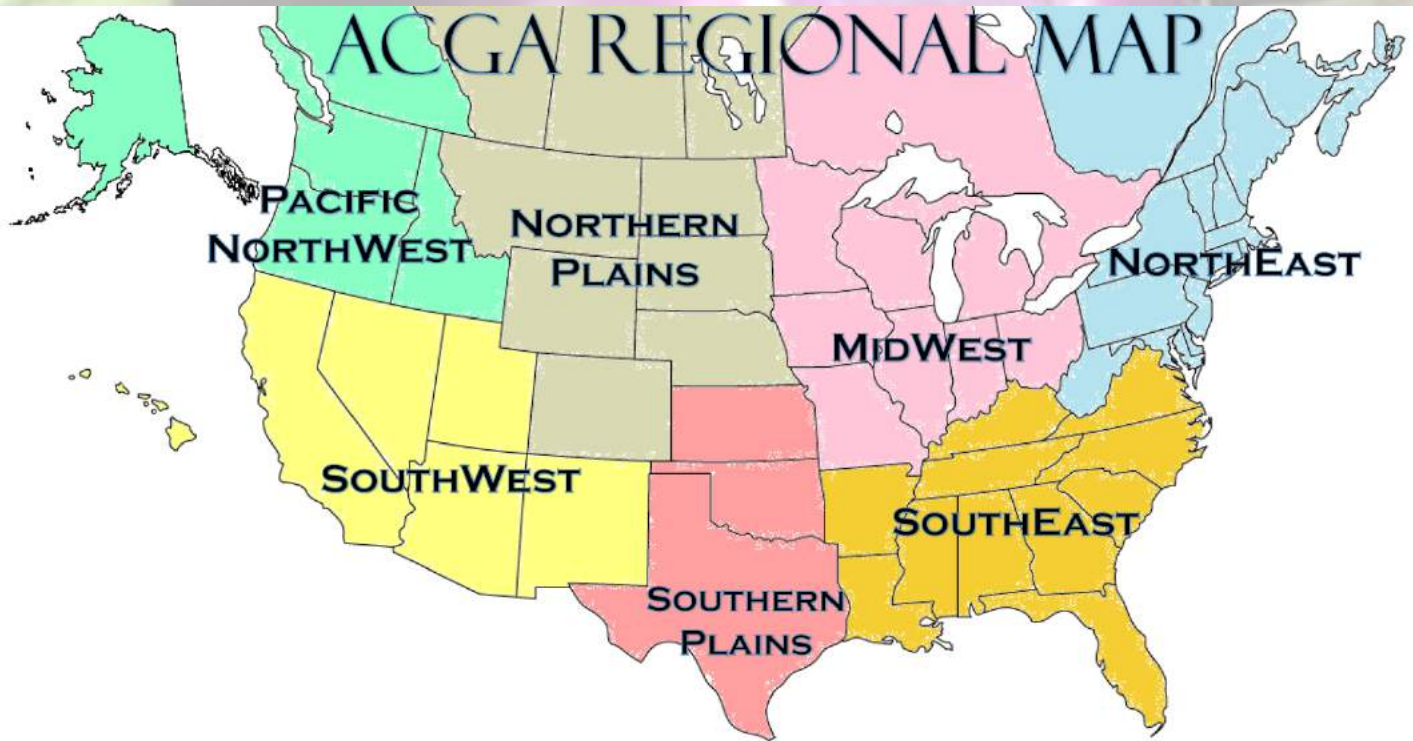 ACGA REGIONAL MAP
PACIFIC
NORTHWEST
NORTHERN
PLAINS
NORTHEAST
MIDWEST
SOUTHWEST
SOUTHEAST
SOUTHERN
PLAINS